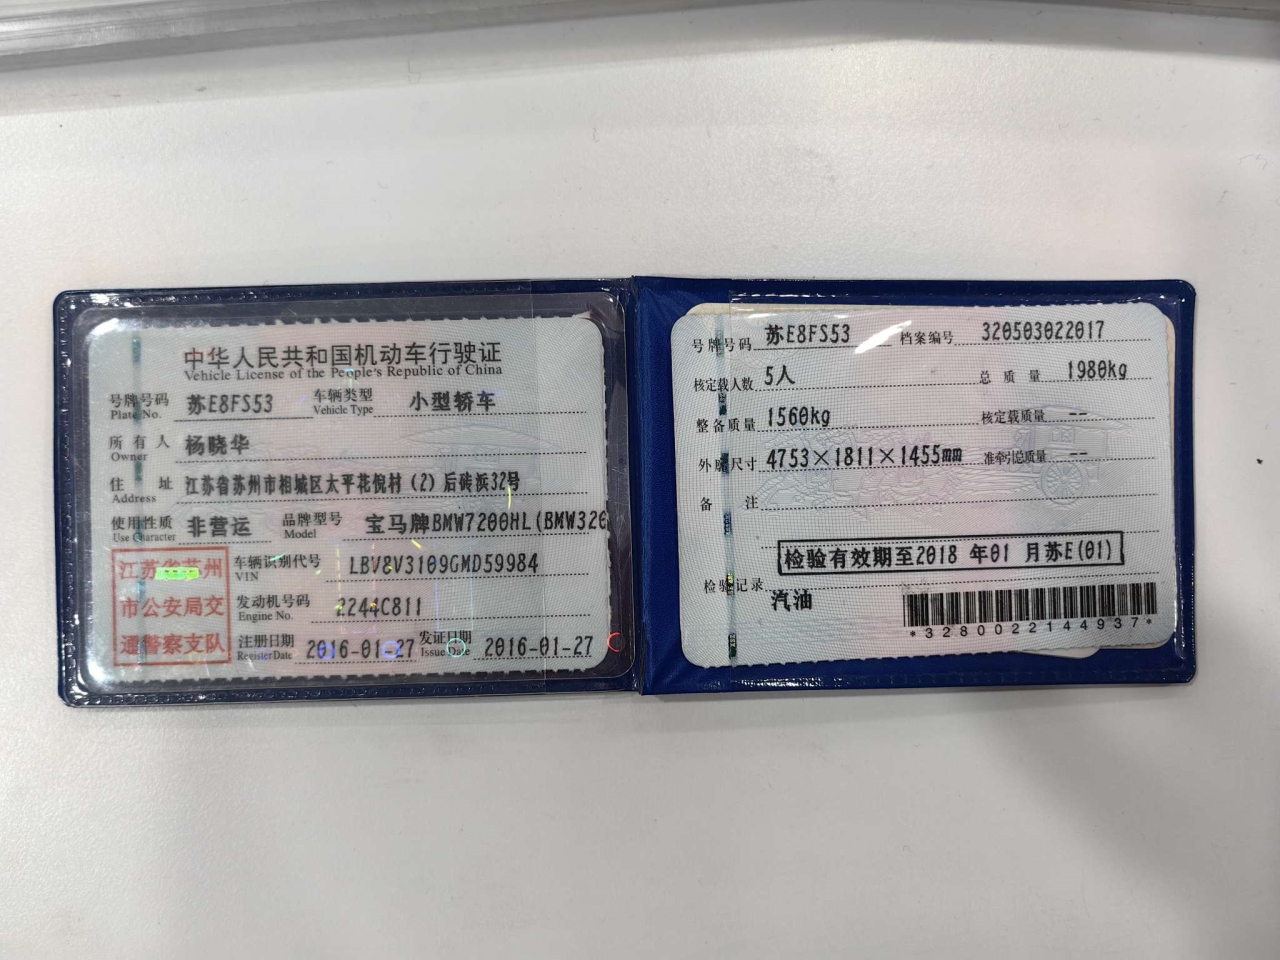 中华人民共和国机动车行驶证
Vehicle License of the People's Republic of China
号牌号码 苏E8FS53 车辆类型 小型轿车
Plate No. Vehicle Type
所有人 杨晓华
Owner
住址 江苏省苏州市相城区太平花倪村(2)后砖浜32号
Address
使用性质 非营运 品牌型号 宝马牌BMW7200HL(BMW320
Use Character Model
江苏省苏州
市公安局交
通警察支队
车辆识别代号 LBV8V3109GMD59984
VIN
发动机号码 2244C811
Engine No.
注册日期 2016-01-27 发证日期 2016-01-27
Register Date Issue Date
号牌号码 苏E8FS53 档案编号 320503022017
核定载人数 5人 总质量 1980kg
整备质量 1560kg 核定载质量 --
外廓尺寸 4753×1811×1455mm 准牵引总质量 --
备注
检验有效期至2018 年01 月苏E(01)
检验记录
汽油
*3280022144937*